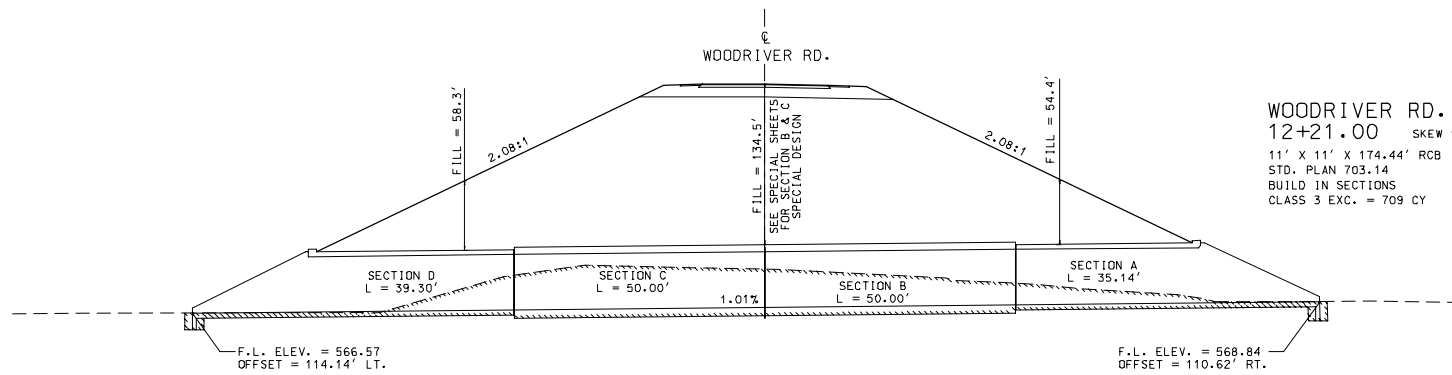 ℄
WOODRIVER RD.
FILL = 58.3'
2.08:1
FILL = 134.5'
SEE SPECIAL SHEETS
FOR SECTION B & C
SPECIAL DESIGN
2.08:1
FILL = 54.4'
WOODRIVER RD.
12+21.00 SKEW
11' X 11' X 174.44' RCB
STD. PLAN 703.14
BUILD IN SECTIONS
CLASS 3 EXC. = 709 CY
SECTION D
L = 39.30'
SECTION C
L = 50.00'
1.01%
SECTION B
L = 50.00'
SECTION A
L = 35.14'
F.L. ELEV. = 566.57
OFFSET = 114.14' LT.
F.L. ELEV. = 568.84
OFFSET = 110.62' RT.